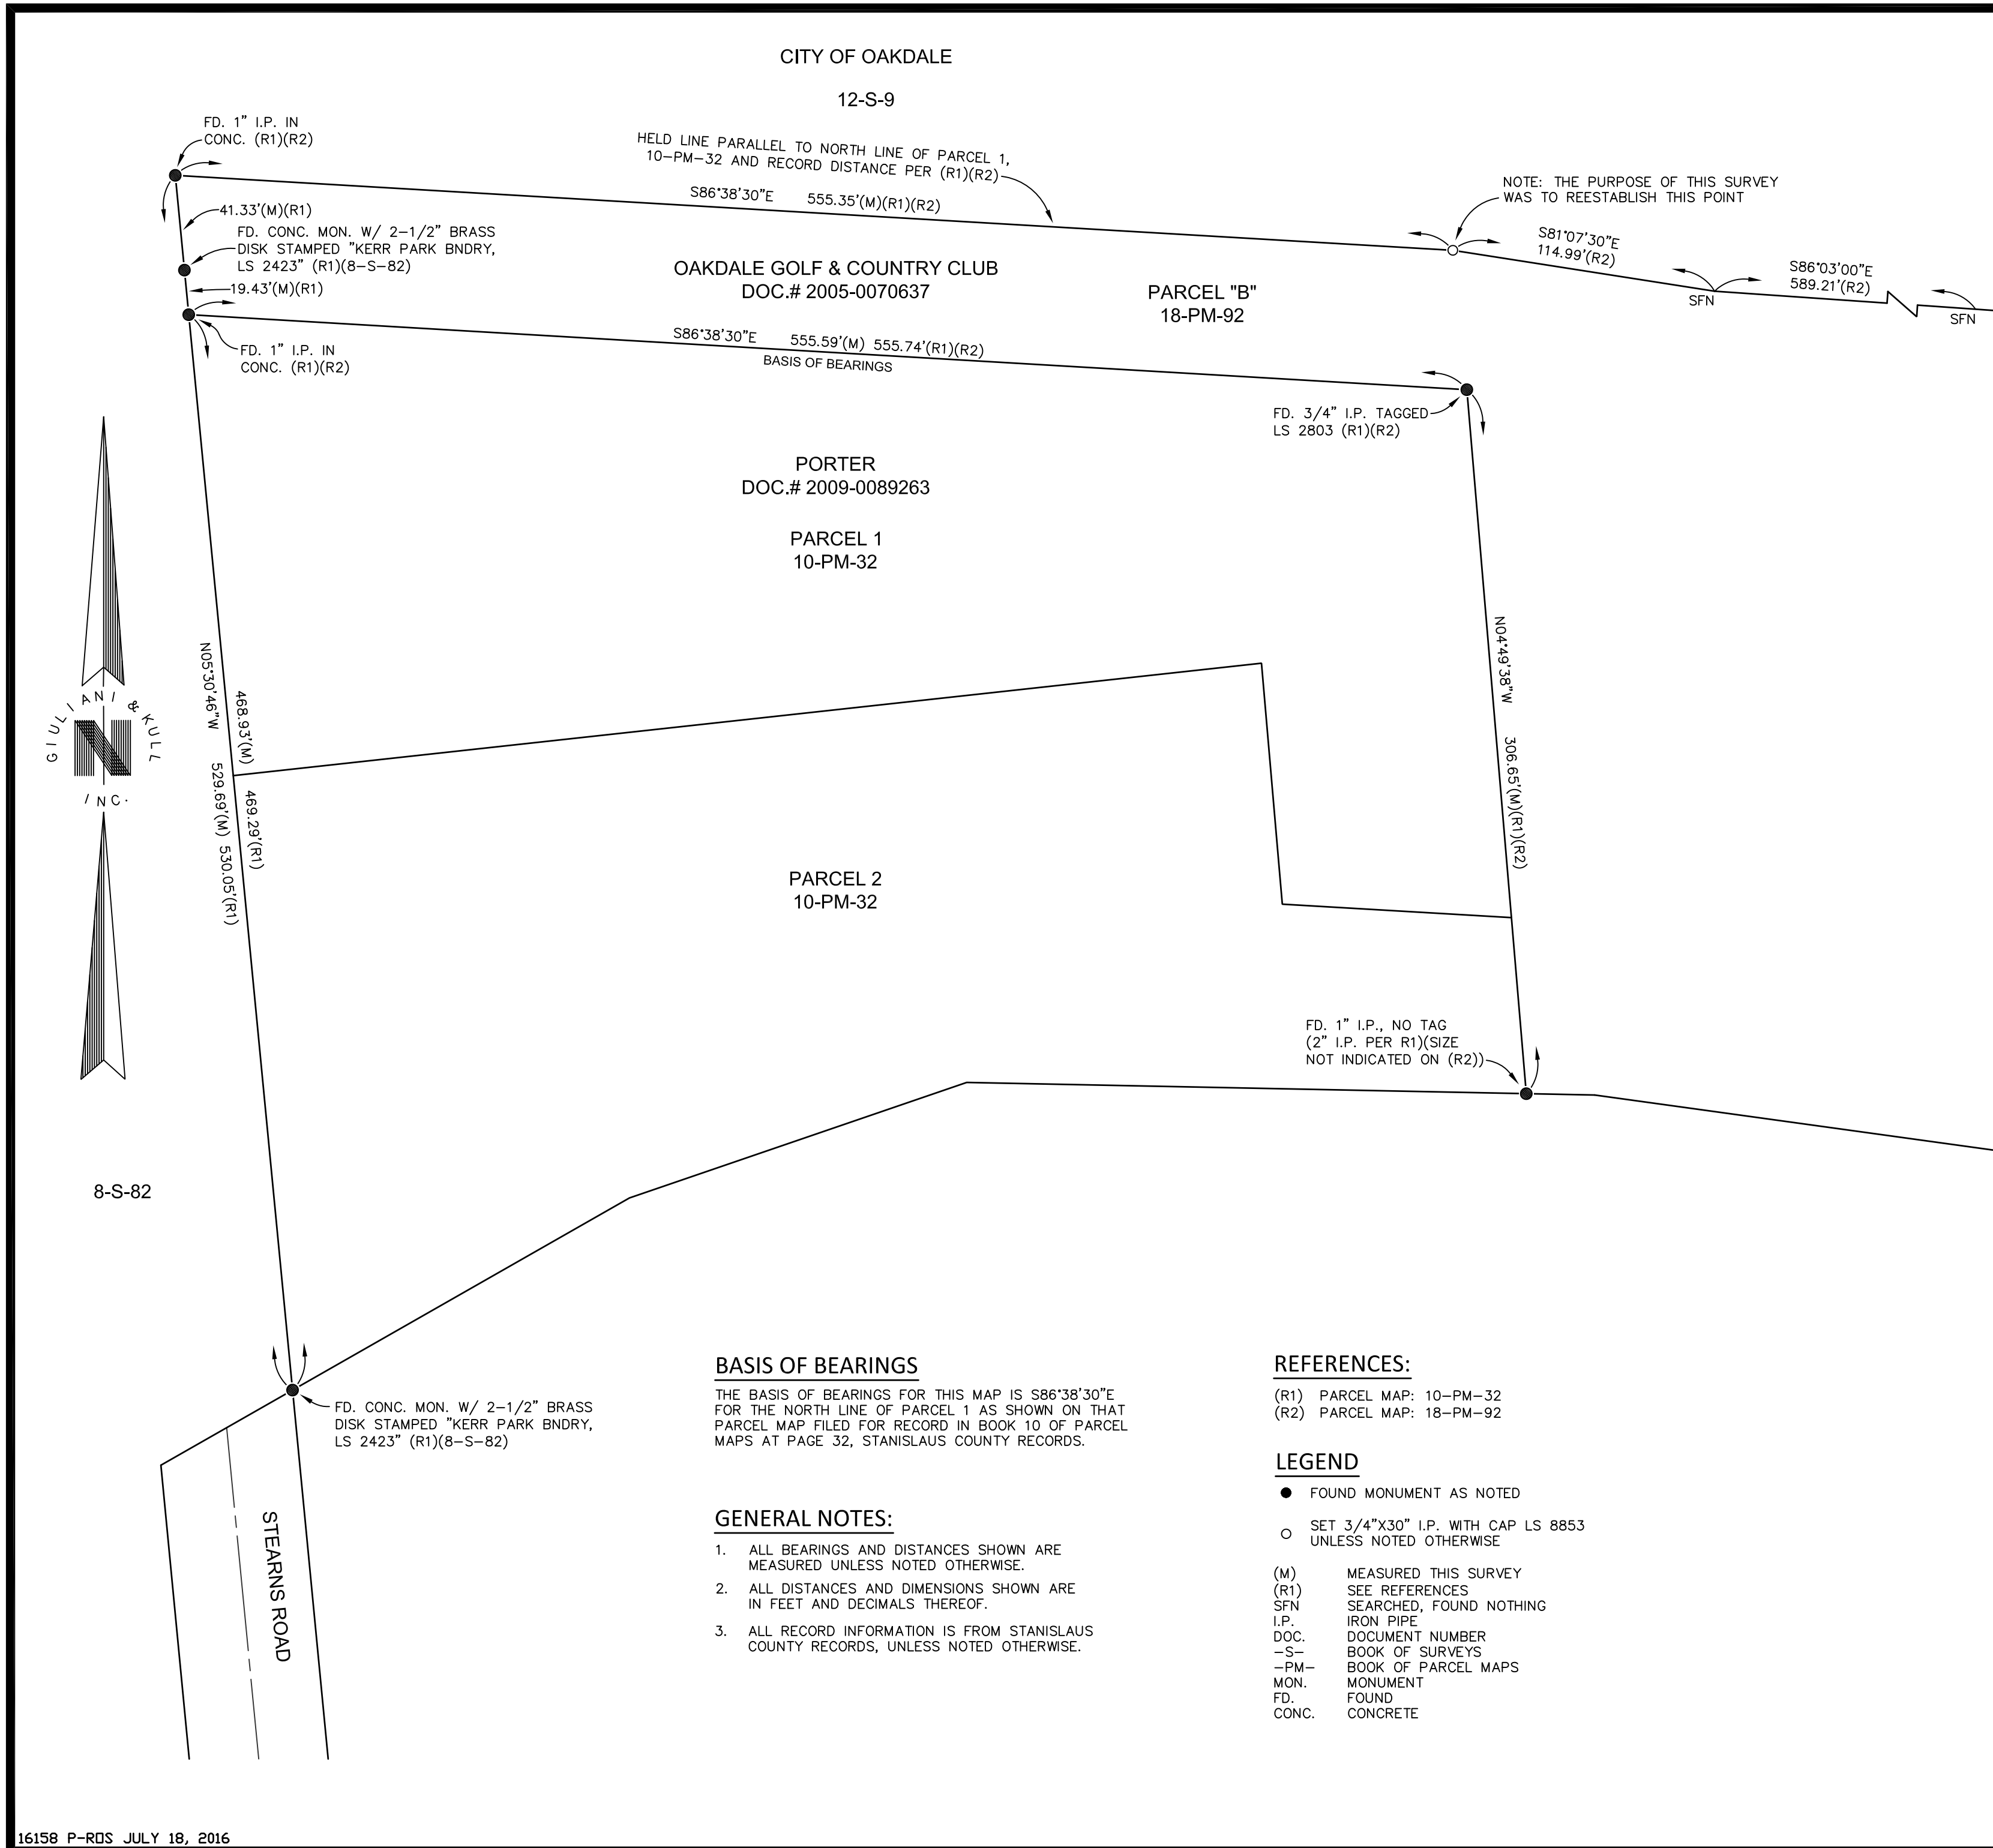 CITY OF OAKDALE
12-S-9
FD. 1" I.P. IN
CONC. (R1)(R2)
HELD LINE PARALLEL TO NORTH LINE OF PARCEL 1,
10-PM-32 AND RECORD DISTANCE PER (R1)(R2)
S86°38'30"E 555.35'(M)(R1)(R2)
NOTE: THE PURPOSE OF THIS SURVEY
WAS TO REESTABLISH THIS POINT
41.33'(M)(R1)
FD. CONC. MON. W/ 2-1/2" BRASS
DISK STAMPED "KERR PARK BNDRY,
LS 2423" (R1)(8-S-82)
19.43'(M)(R1)
OAKDALE GOLF & COUNTRY CLUB
DOC.# 2005-0070637
PARCEL "B"
18-PM-92
S81°07'30"E
114.99'(R2)
SFN
S86°03'00"E
589.21'(R2)
SFN
FD. 1" I.P. IN
CONC. (R1)(R2)
S86°38'30"E 555.59'(M) 555.74'(R1)(R2)
BASIS OF BEARINGS
FD. 3/4" I.P. TAGGED
LS 2803 (R1)(R2)
PORTER
DOC.# 2009-0089263
PARCEL 1
10-PM-32
N05°30'46"W 529.69'(M) 530.05'(R1)
468.93'(M)
469.29'(R1)
N04°49'38"W 306.65'(M)(R1)(R2)
GIULIANI & KULL
N
INC.
PARCEL 2
10-PM-32
FD. 1" I.P., NO TAG
(2" I.P. PER R1)(SIZE
NOT INDICATED ON (R2))
8-S-82
FD. CONC. MON. W/ 2-1/2" BRASS
DISK STAMPED "KERR PARK BNDRY,
LS 2423" (R1)(8-S-82)
STEARNS ROAD
BASIS OF BEARINGS
THE BASIS OF BEARINGS FOR THIS MAP IS S86°38'30"E
FOR THE NORTH LINE OF PARCEL 1 AS SHOWN ON THAT
PARCEL MAP FILED FOR RECORD IN BOOK 10 OF PARCEL
MAPS AT PAGE 32, STANISLAUS COUNTY RECORDS.
GENERAL NOTES:
1. ALL BEARINGS AND DISTANCES SHOWN ARE
MEASURED UNLESS NOTED OTHERWISE.
2. ALL DISTANCES AND DIMENSIONS SHOWN ARE
IN FEET AND DECIMALS THEREOF.
3. ALL RECORD INFORMATION IS FROM STANISLAUS
COUNTY RECORDS, UNLESS NOTED OTHERWISE.
REFERENCES:
(R1) PARCEL MAP: 10-PM-32
(R2) PARCEL MAP: 18-PM-92
LEGEND
FOUND MONUMENT AS NOTED
SET 3/4"X30" I.P. WITH CAP LS 8853
UNLESS NOTED OTHERWISE
(M) MEASURED THIS SURVEY
(R1) SEE REFERENCES
SFN SEARCHED, FOUND NOTHING
I.P. IRON PIPE
DOC. DOCUMENT NUMBER
-S- BOOK OF SURVEYS
-PM- BOOK OF PARCEL MAPS
MON. MONUMENT
FD. FOUND
CONC. CONCRETE
16158 P-ROS JULY 18, 2016